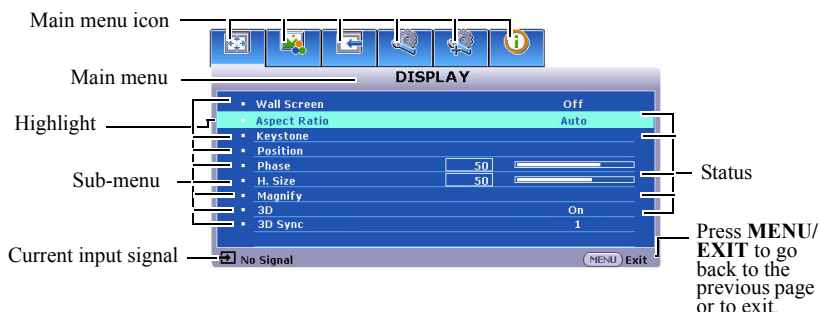 Main menu icon
Main menu
DISPLAY
Wall Screen Off
Highlight
Aspect Ratio Auto
Keystone
Position
Phase 50
Sub-menu
H. Size 50
Status
Magnify
3D On
3D Sync 1
Current input signal
No Signal
MENU Exit
Press MENU/
EXIT to go
back to the
previous page
or to exit.